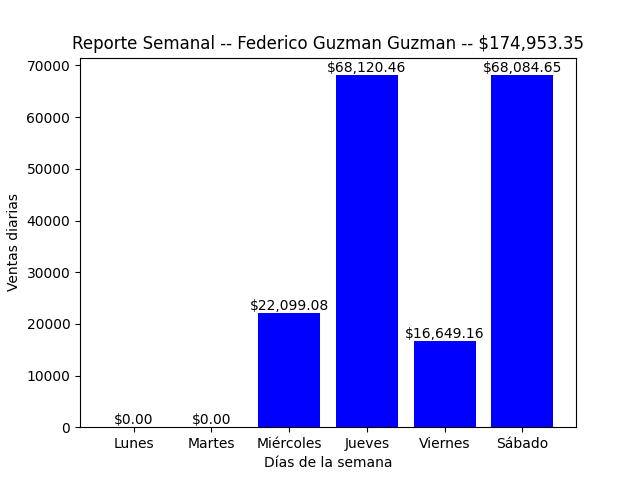 Reporte Semanal -- Federico Guzman Guzman -- $174,953.35
Ventas diarias
70000
60000
50000
40000
30000
20000
10000
0
$0.00
$0.00
$22,099.08
$68,120.46
$16,649.16
$68,084.65
Lunes
Martes
Miércoles
Jueves
Viernes
Sábado
Días de la semana